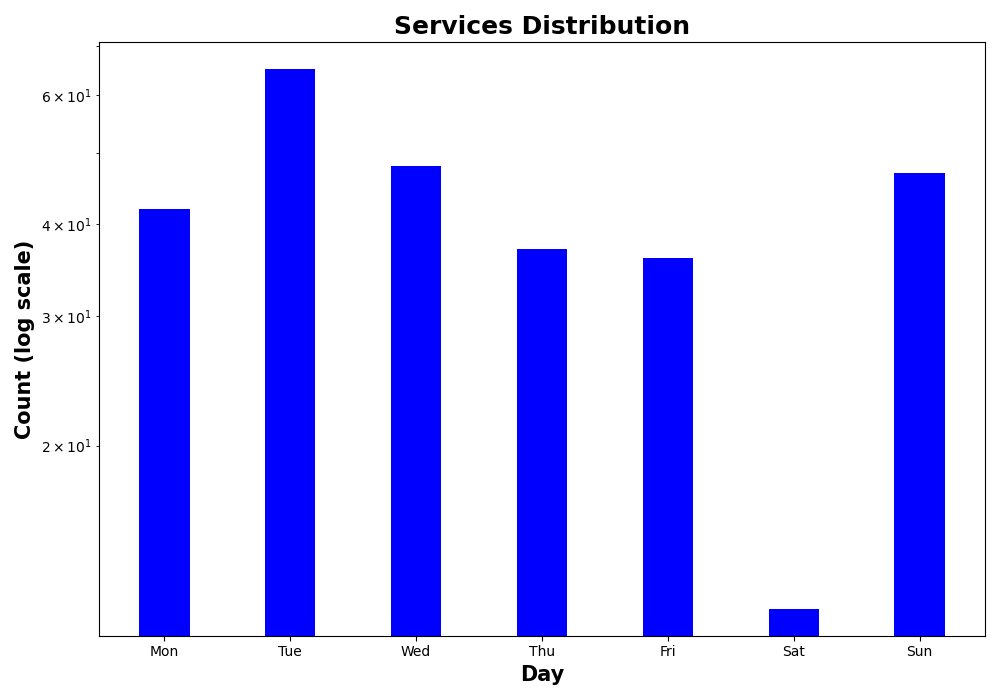 Services Distribution
Count (log scale)
6 × 10¹
4 × 10¹
3 × 10¹
2 × 10¹
Mon Tue Wed Thu Fri Sat Sun
Day